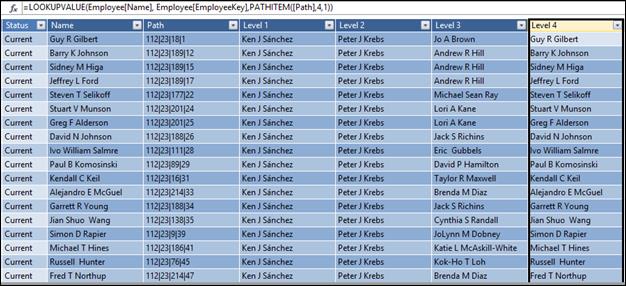 fx =LOOKUPVALUE(Employee[Name], Employee[EmployeeKey],PATHITEM([Path],4,1))
Status Name Path Level 1 Level 2 Level 3 Level 4
Current Guy R Gilbert 112|23|18|1 Ken J Sánchez Peter J Krebs Jo A Brown Guy R Gilbert
Current Barry K Johnson 112|23|189|12 Ken J Sánchez Peter J Krebs Andrew R Hill Barry K Johnson
Current Sidney M Higa 112|23|189|15 Ken J Sánchez Peter J Krebs Andrew R Hill Sidney M Higa
Current Jeffrey L Ford 112|23|189|17 Ken J Sánchez Peter J Krebs Andrew R Hill Jeffrey L Ford
Current Steven T Selikoff 112|23|177|22 Ken J Sánchez Peter J Krebs Michael Sean Ray Steven T Selikoff
Current Stuart V Munson 112|23|201|24 Ken J Sánchez Peter J Krebs Lori A Kane Stuart V Munson
Current Greg F Alderson 112|23|201|25 Ken J Sánchez Peter J Krebs Lori A Kane Greg F Alderson
Current David N Johnson 112|23|188|26 Ken J Sánchez Peter J Krebs Jack S Richins David N Johnson
Current Ivo William Salmre 112|23|111|28 Ken J Sánchez Peter J Krebs Eric Gubbels Ivo William Salmre
Current Paul B Komosinski 112|23|89|29 Ken J Sánchez Peter J Krebs David P Hamilton Paul B Komosinski
Current Kendall C Keil 112|23|16|31 Ken J Sánchez Peter J Krebs Taylor R Maxwell Kendall C Keil
Current Alejandro E McGuel 112|23|214|33 Ken J Sánchez Peter J Krebs Brenda M Diaz Alejandro E McGuel
Current Garrett R Young 112|23|188|34 Ken J Sánchez Peter J Krebs Jack S Richins Garrett R Young
Current Jian Shuo Wang 112|23|138|35 Ken J Sánchez Peter J Krebs Cynthia S Randall Jian Shuo Wang
Current Simon D Rapier 112|23|9|39 Ken J Sánchez Peter J Krebs JoLynn M Dobney Simon D Rapier
Current Michael T Hines 112|23|186|41 Ken J Sánchez Peter J Krebs Katie L McAskill-White Michael T Hines
Current Russell Hunter 112|23|76|45 Ken J Sánchez Peter J Krebs Kok-Ho T Loh Russell Hunter
Current Fred T Northup 112|23|214|47 Ken J Sánchez Peter J Krebs Brenda M Diaz Fred T Northup